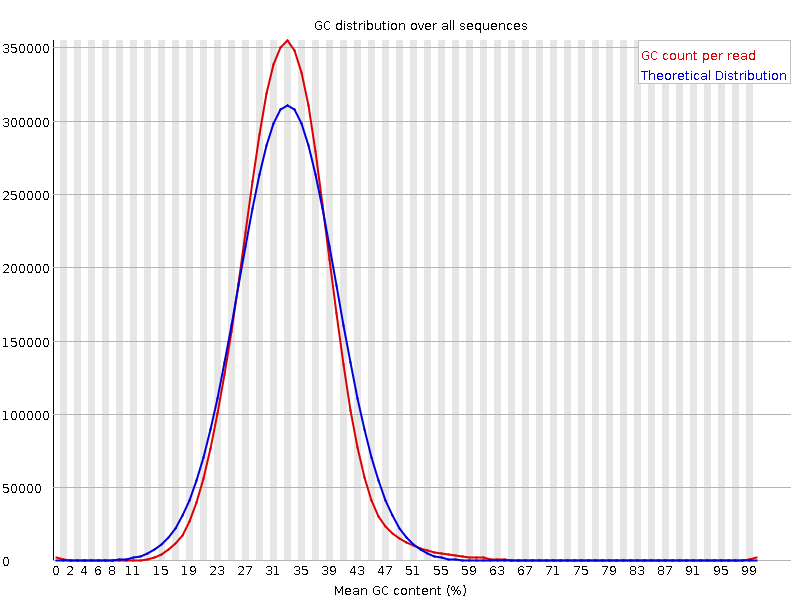 GC distribution over all sequences
GC count per read
Theoretical Distribution
350000
300000
250000
200000
150000
100000
50000
0
0 2 4 6 8 11 15 19 23 27 31 35 39 43 47 51 55 59 63 67 71 75 79 83 87 91 95 99
Mean GC content (%)